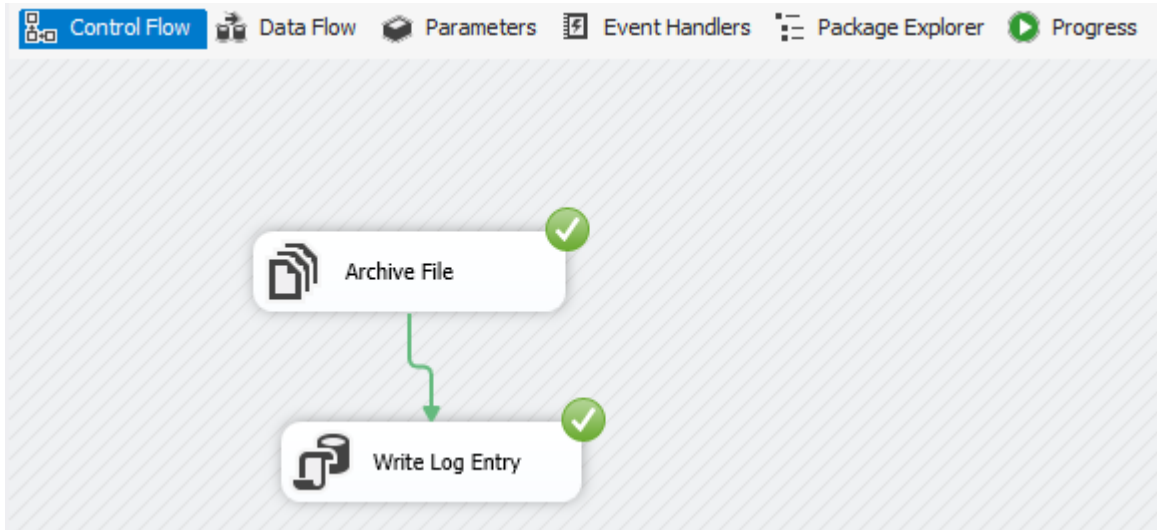 Control Flow Data Flow Parameters Event Handlers Package Explorer Progress
Archive File
Write Log Entry